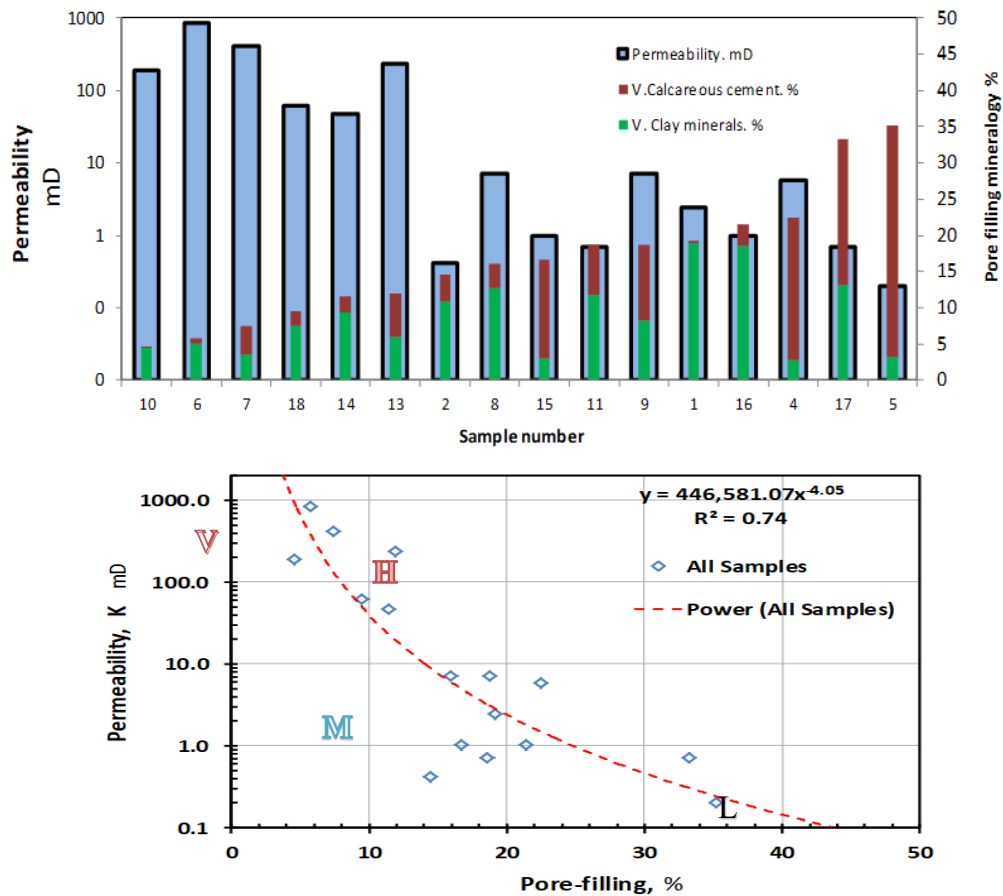 1000
100
10
1
0
0
Permeability
mD
50
45
40
35
30
25
20
15
10
5
0
Pore filling mineralogy %
Permeability. mD
V.Calcareous cement. %
V. Clay minerals. %
10 6 7 18 14 13 2 8 15 11 9 1 16 4 17 5
Sample number
y = 446,581.07x^-4.05
R² = 0.74
All Samples
Power (All Samples)
V
H
M
L
1000.0
100.0
10.0
1.0
0.1
Permeability, K mD
0 10 20 30 40 50
Pore-filling, %